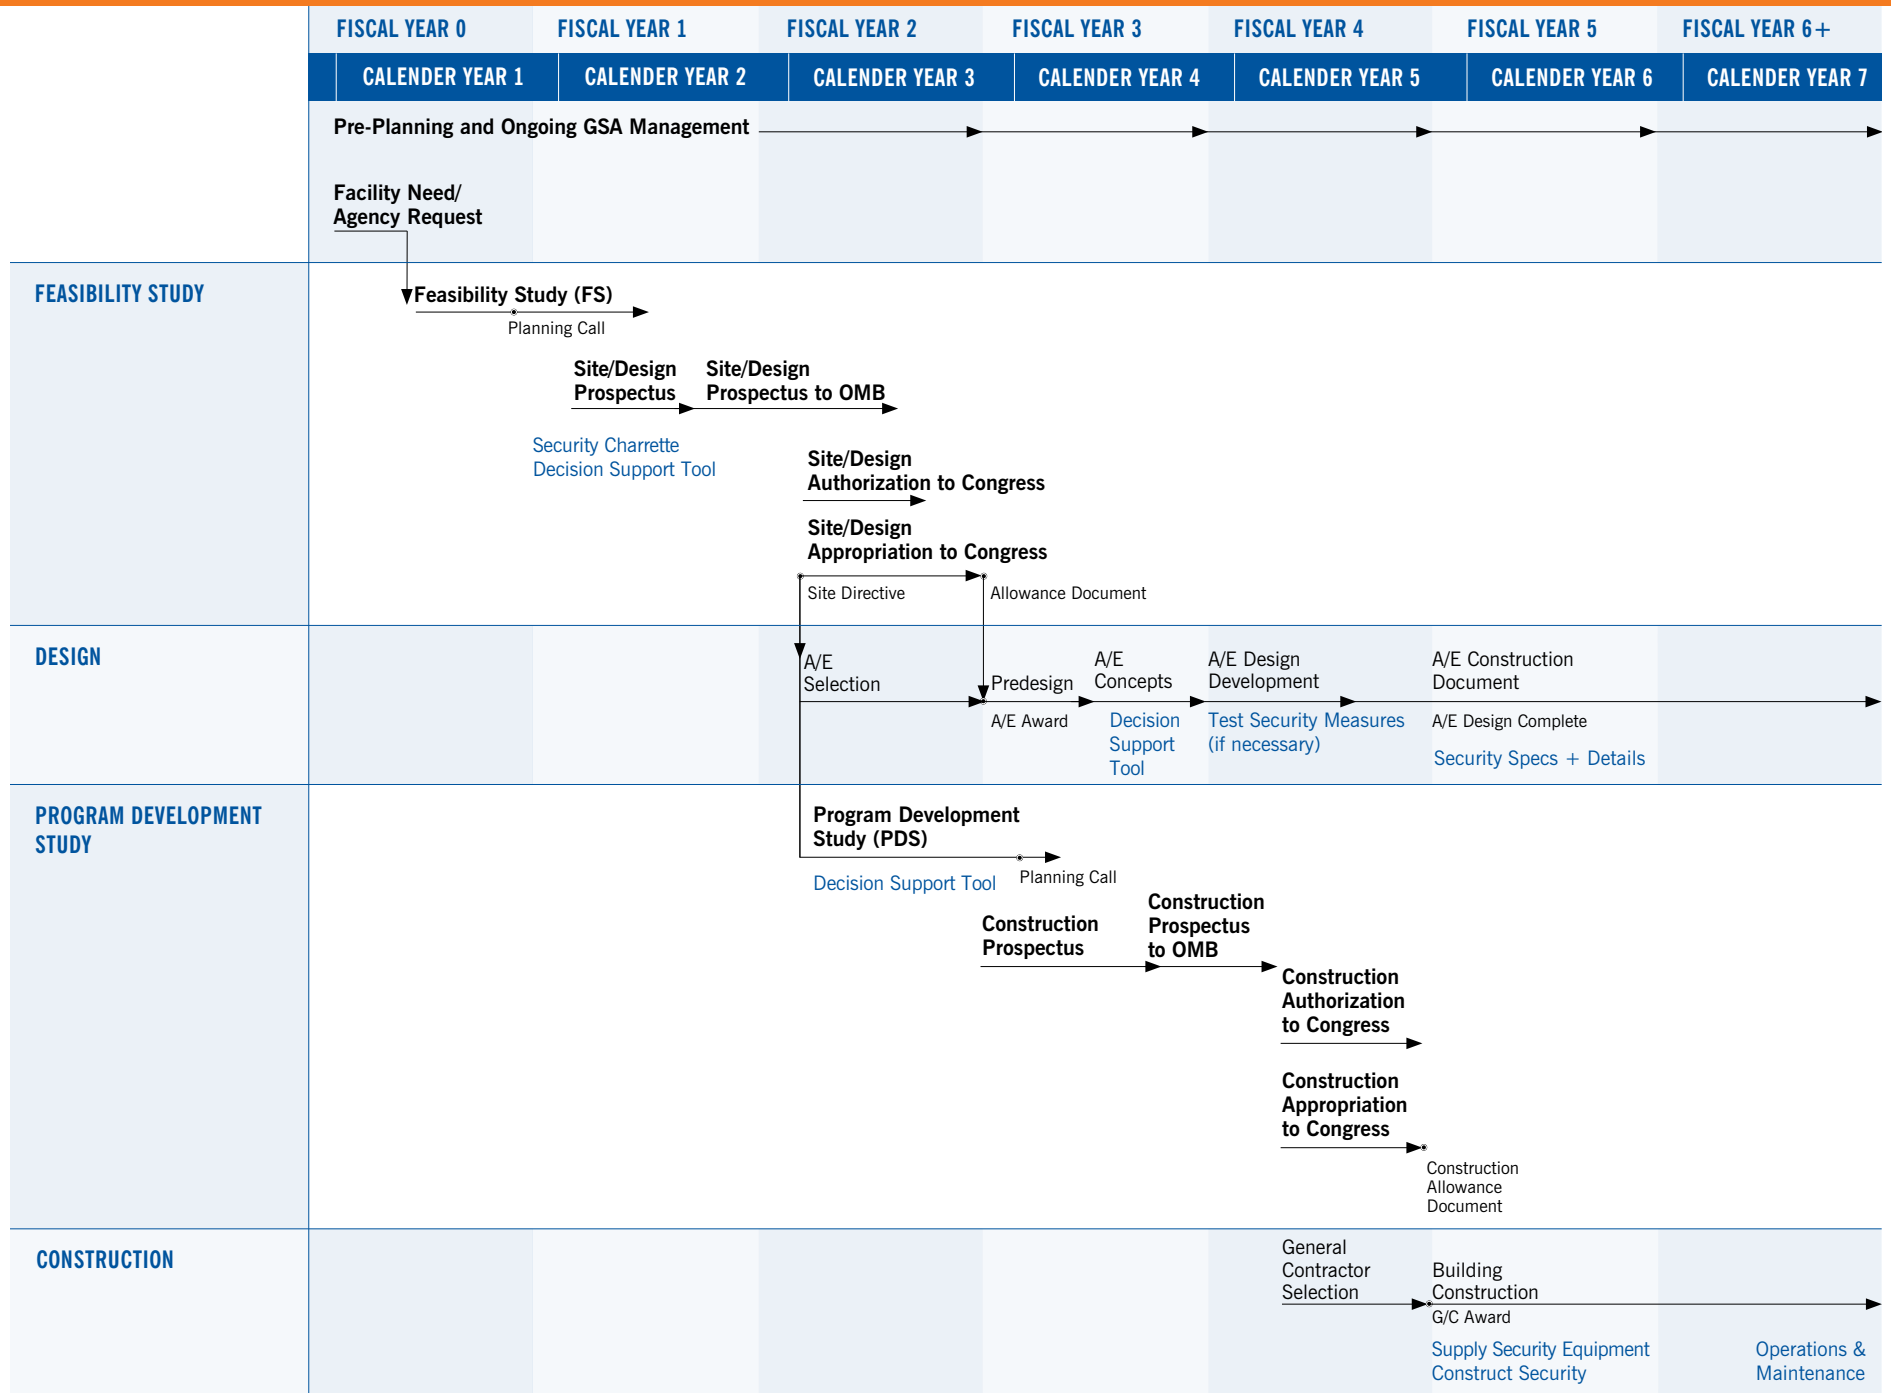 FISCAL YEAR 0
FISCAL YEAR 1
FISCAL YEAR 2
FISCAL YEAR 3
FISCAL YEAR 4
FISCAL YEAR 5
FISCAL YEAR 6+
CALENDER YEAR 1
CALENDER YEAR 2
CALENDER YEAR 3
CALENDER YEAR 4
CALENDER YEAR 5
CALENDER YEAR 6
CALENDER YEAR 7
Pre-Planning and Ongoing GSA Management
Facility Need/
Agency Request
FEASIBILITY STUDY
Feasibility Study (FS)
Planning Call
Site/Design
Prospectus
Site/Design
Prospectus to OMB
Security Charrette
Decision Support Tool
Site/Design
Authorization to Congress
Site/Design
Appropriation to Congress
Site Directive
Allowance Document
DESIGN
A/E
Selection
Predesign
A/E Award
A/E
Concepts
Decision
Support
Tool
A/E Design
Development
Test Security Measures
(if necessary)
A/E Construction
Document
A/E Design Complete
Security Specs + Details
PROGRAM DEVELOPMENT
STUDY
Program Development
Study (PDS)
Decision Support Tool
Planning Call
Construction
Prospectus
Construction
Prospectus
to OMB
Construction
Authorization
to Congress
Construction
Appropriation
to Congress
Construction
Allowance
Document
CONSTRUCTION
General
Contractor
Selection
Building
Construction
G/C Award
Supply Security Equipment
Construct Security
Operations &
Maintenance